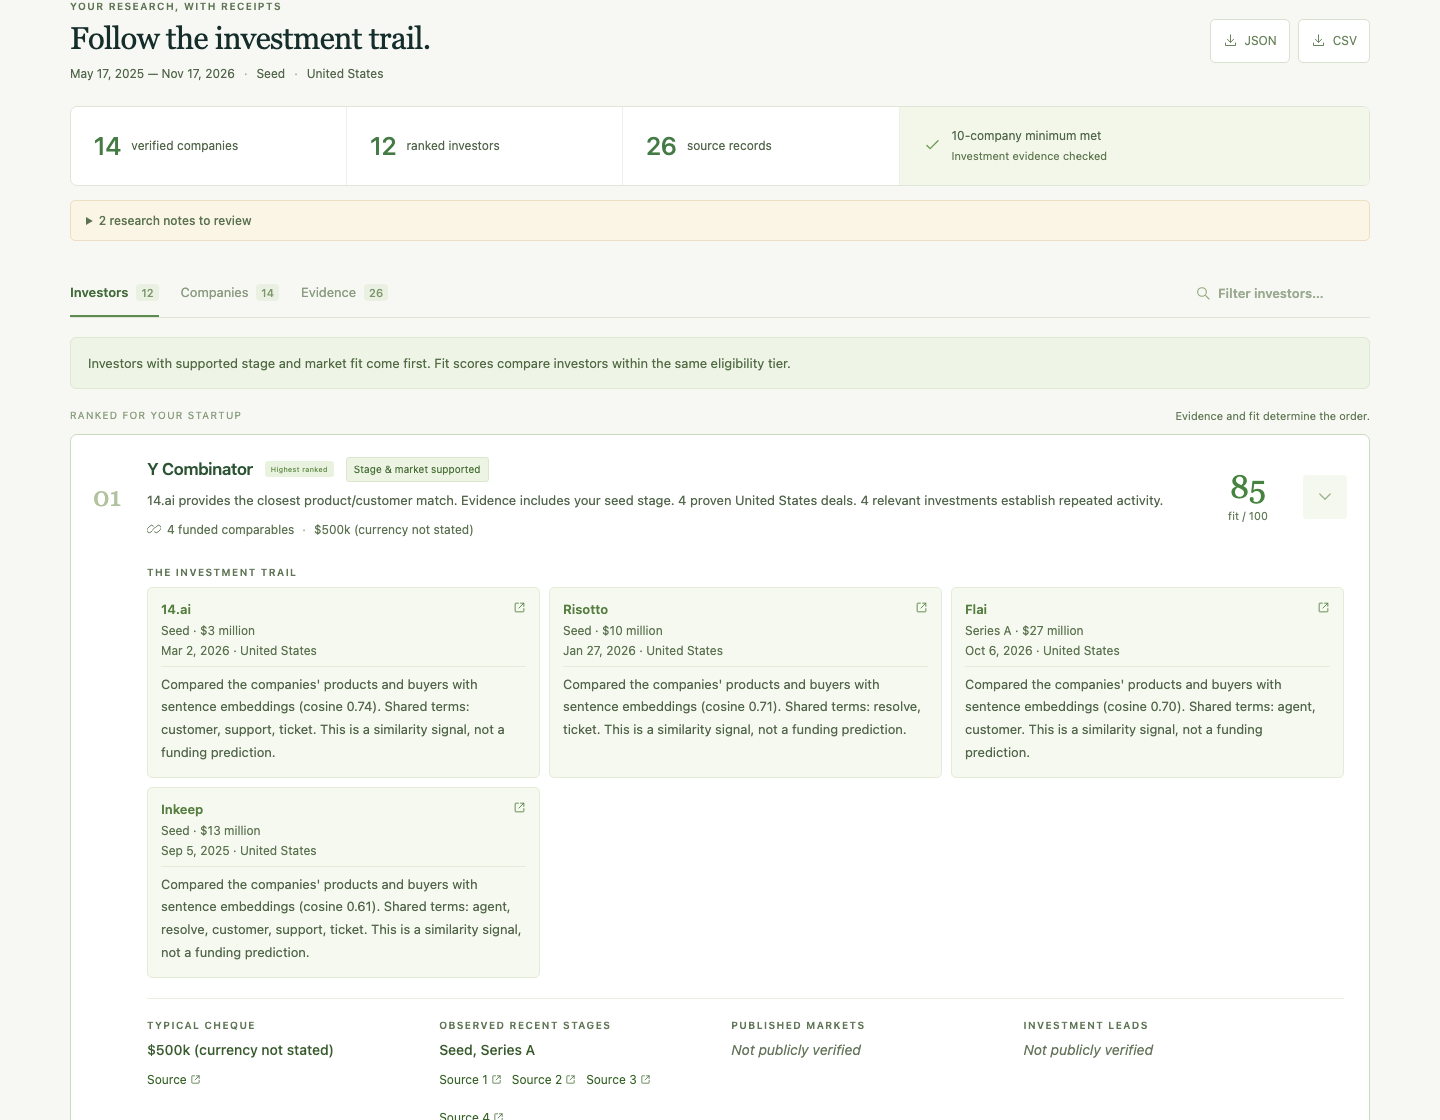 YOUR RESEARCH, WITH RECEIPTS
Follow the investment trail.
May 17, 2025 — Nov 17, 2026 · Seed · United States
JSON
CSV
14 verified companies
12 ranked investors
26 source records
10-company minimum met
Investment evidence checked
2 research notes to review
Investors 12
Companies 14
Evidence 26
Filter investors...
Investors with supported stage and market fit come first. Fit scores compare investors within the same eligibility tier.
RANKED FOR YOUR STARTUP
Evidence and fit determine the order.
01
Y Combinator Highest ranked Stage & market supported
14.ai provides the closest product/customer match. Evidence includes your seed stage. 4 proven United States deals. 4 relevant investments establish repeated activity.
4 funded comparables · $500k (currency not stated)
85
fit / 100
THE INVESTMENT TRAIL
14.ai
Seed · $3 million
Mar 2, 2026 · United States
Compared the companies' products and buyers with
sentence embeddings (cosine 0.74). Shared terms:
customer, support, ticket. This is a similarity signal, not a
funding prediction.
Risotto
Seed · $10 million
Jan 27, 2026 · United States
Compared the companies' products and buyers with
sentence embeddings (cosine 0.71). Shared terms: resolve,
ticket. This is a similarity signal, not a funding prediction.
Flai
Series A · $27 million
Oct 6, 2026 · United States
Compared the companies' products and buyers with
sentence embeddings (cosine 0.70). Shared terms: agent,
customer. This is a similarity signal, not a funding
prediction.
Inkeep
Seed · $13 million
Sep 5, 2025 · United States
Compared the companies' products and buyers with
sentence embeddings (cosine 0.61). Shared terms: agent,
resolve, customer, support, ticket. This is a similarity signal,
not a funding prediction.
TYPICAL CHEQUE
$500k (currency not stated)
Source
OBSERVED RECENT STAGES
Seed, Series A
Source 1 Source 2 Source 3
Source 4
PUBLISHED MARKETS
Not publicly verified
INVESTMENT LEADS
Not publicly verified